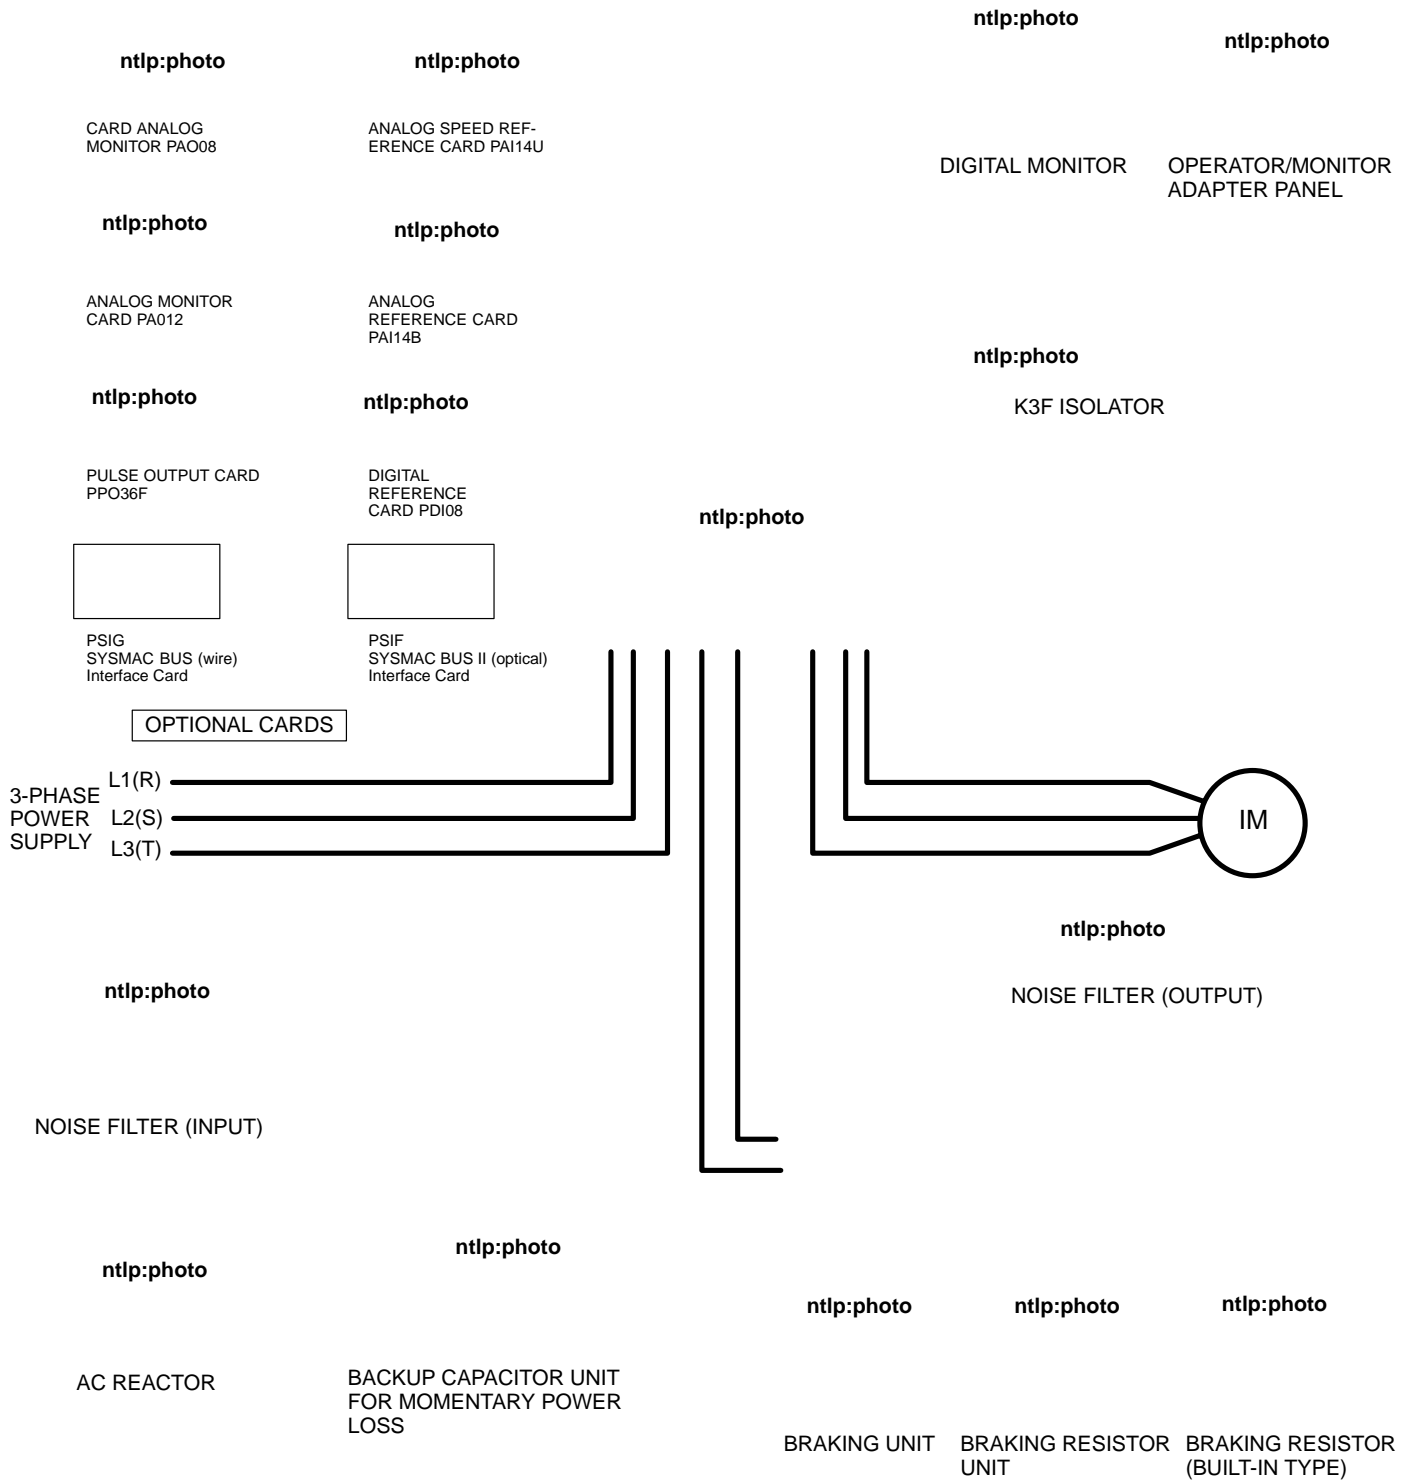 ntlp:photo
ntlp:photo
ntlp:photo
ntlp:photo
CARD ANALOG
MONITOR PAO08
ANALOG SPEED REF-
ERENCE CARD PAI14U
DIGITAL MONITOR
OPERATOR/MONITOR
ADAPTER PANEL
ntlp:photo
ntlp:photo
ANALOG MONITOR
CARD PA012
ANALOG
REFERENCE CARD
PAI14B
ntlp:photo
K3F ISOLATOR
ntlp:photo
ntlp:photo
PULSE OUTPUT CARD
PPO36F
DIGITAL
REFERENCE
CARD PDI08
ntlp:photo
PSIG
SYSMAC BUS (wire)
Interface Card
PSIF
SYSMAC BUS II (optical)
Interface Card
OPTIONAL CARDS
3-PHASE
POWER
SUPPLY
L1(R)
L2(S)
L3(T)
IM
ntlp:photo
NOISE FILTER (OUTPUT)
ntlp:photo
NOISE FILTER (INPUT)
ntlp:photo
AC REACTOR
ntlp:photo
BACKUP CAPACITOR UNIT
FOR MOMENTARY POWER
LOSS
ntlp:photo
ntlp:photo
ntlp:photo
BRAKING UNIT
BRAKING RESISTOR
UNIT
BRAKING RESISTOR
(BUILT-IN TYPE)